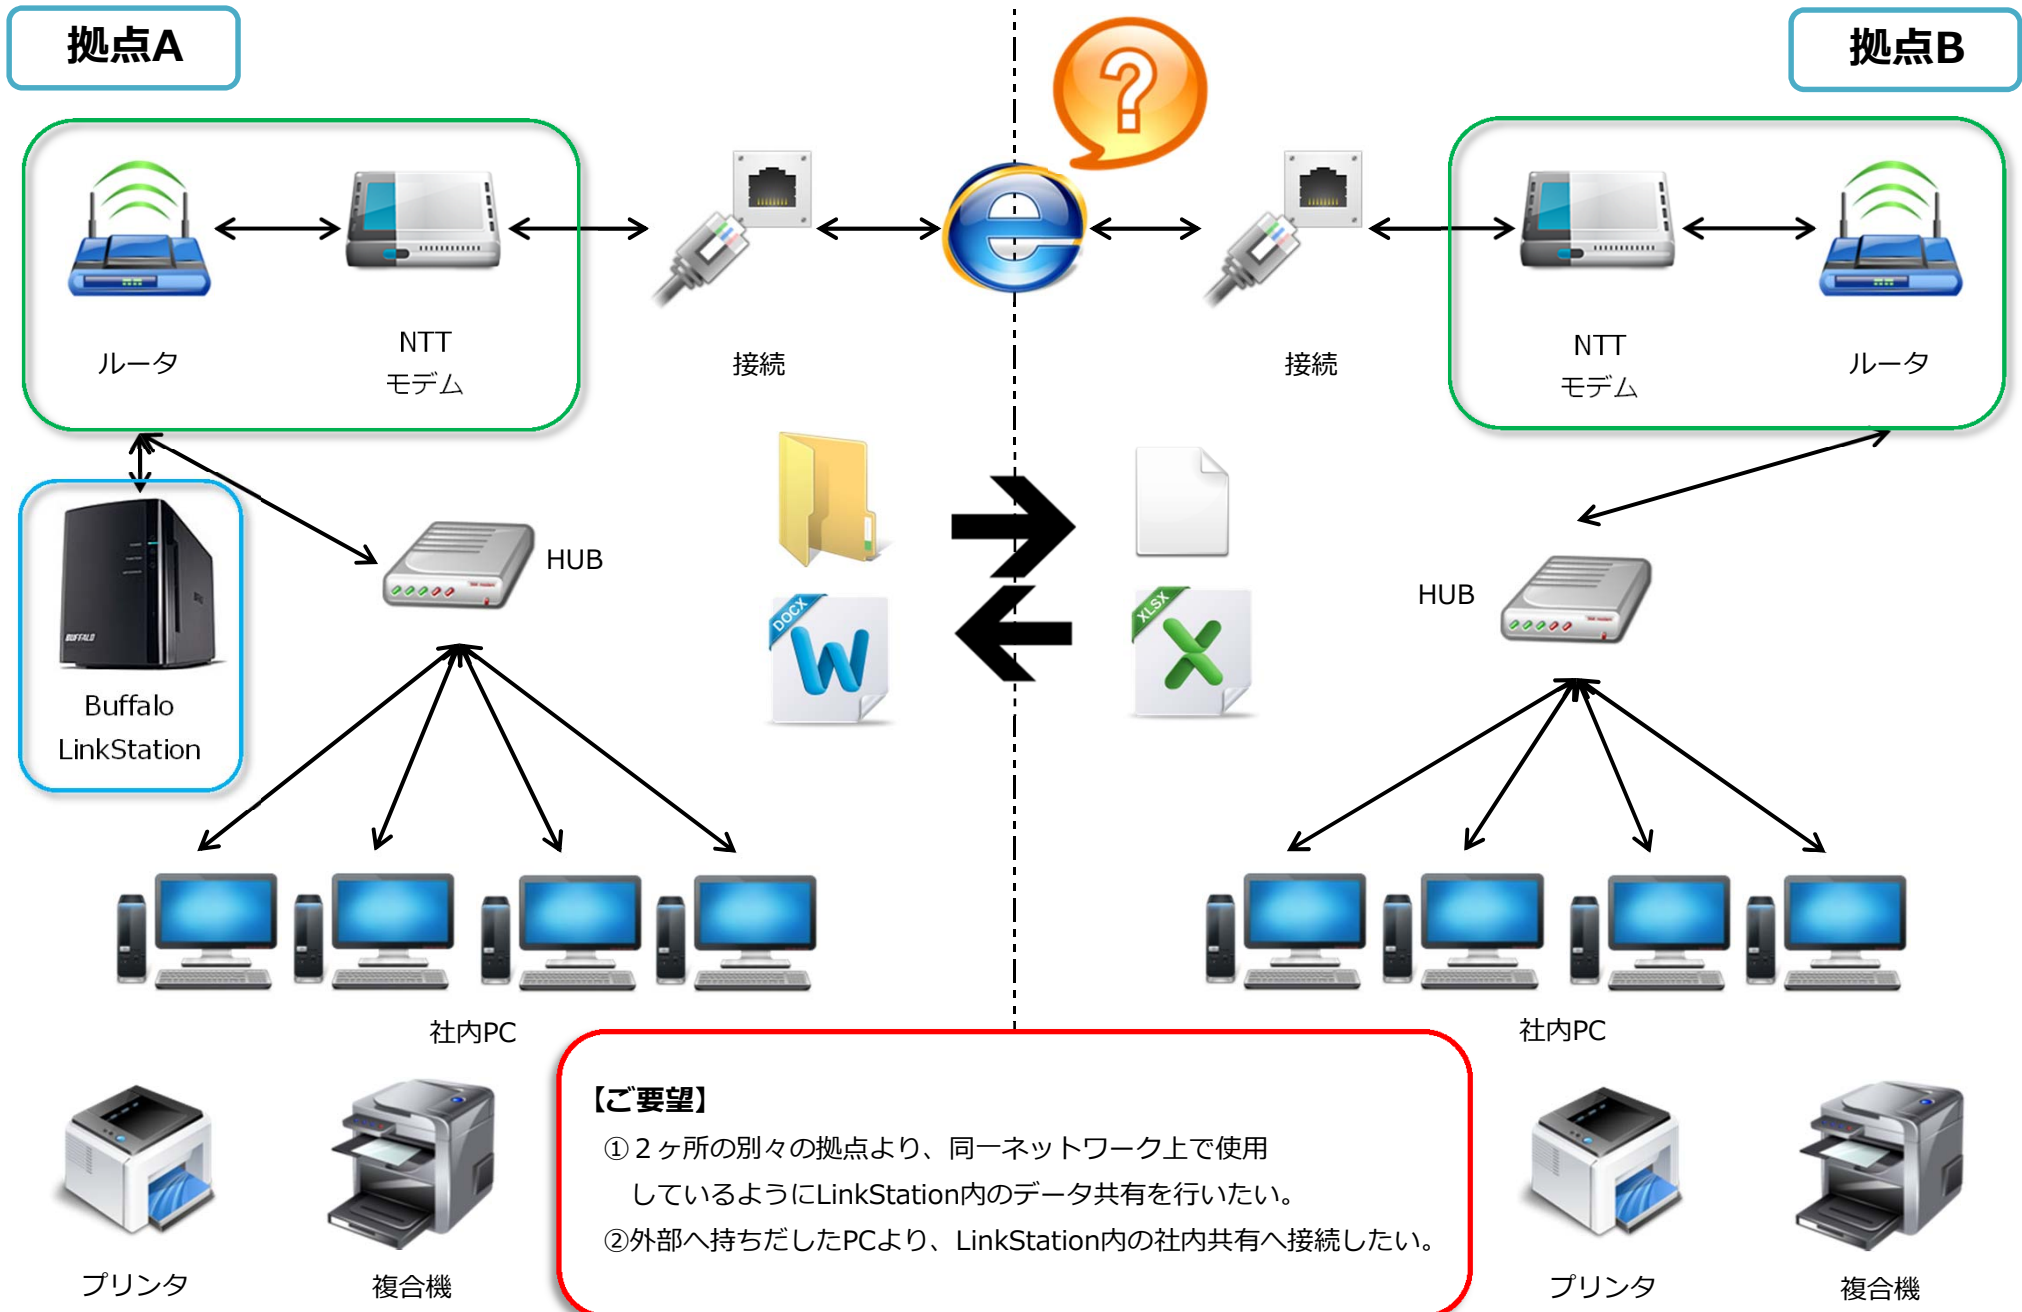 拠点A
拠点B
ルータ
NTT
モデム
接続
接続
NTT
モデム
ルータ
BUFFALO
Buffalo
LinkStation
HUB
DOCX
W
XLSX
X
HUB
社内PC
社内PC
【ご要望】
①２ヶ所の別々の拠点より、同一ネットワーク上で使用
しているようにLinkStation内のデータ共有を行いたい。
②外部へ持ちだしたPCより、LinkStation内の社内共有へ接続したい。
プリンタ
複合機
プリンタ
複合機